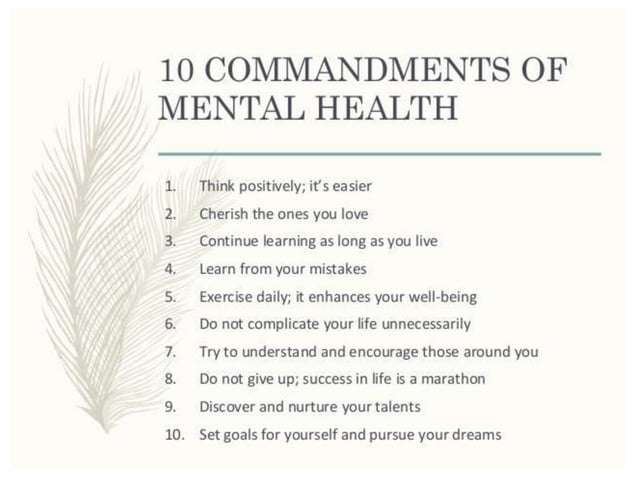 10 COMMANDMENTS OF
MENTAL HEALTH
1. Think positively; it's easier
2. Cherish the ones you love
3. Continue learning as long as you live
4. Learn from your mistakes
5. Exercise daily; it enhances your well-being
6. Do not complicate your life unnecessarily
7. Try to understand and encourage those around you
8. Do not give up; success in life is a marathon
9. Discover and nurture your talents
10. Set goals for yourself and pursue your dreams